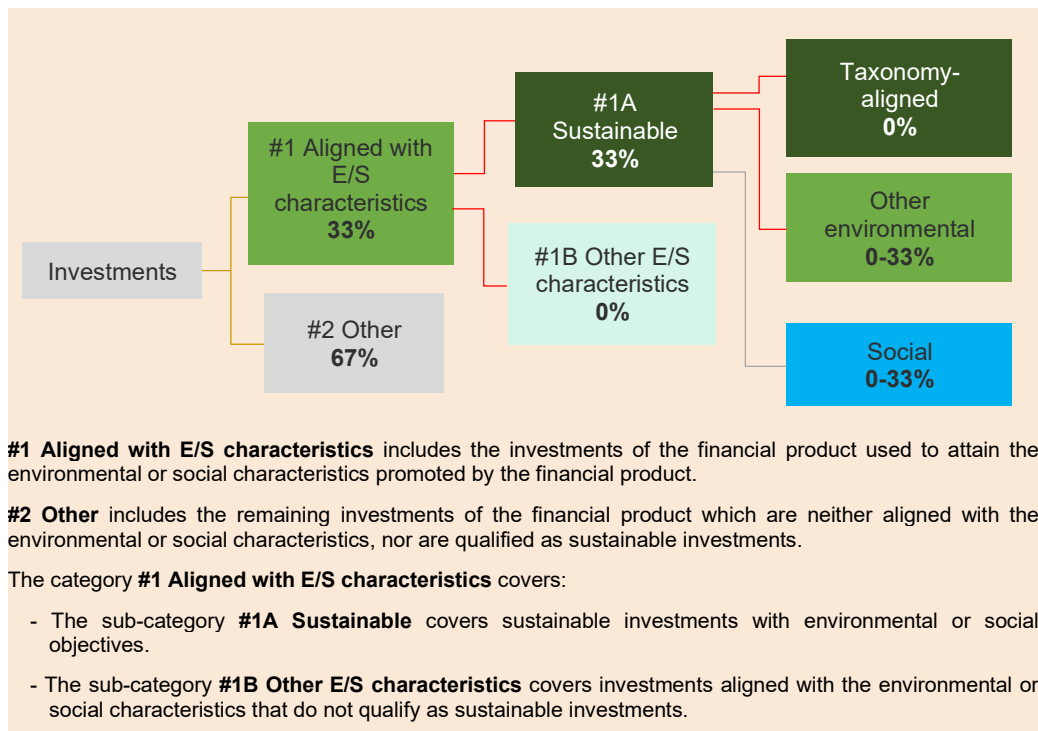 Taxonomy-
aligned
0%
#1A
Sustainable
33%
#1 Aligned with
E/S
characteristics
33%
Other
environmental
0-33%
Investments
#1B Other E/S
characteristics
0%
#2 Other
67%
Social
0-33%
#1 Aligned with E/S characteristics includes the investments of the financial product used to attain the
environmental or social characteristics promoted by the financial product.
#2 Other includes the remaining investments of the financial product which are neither aligned with the
environmental or social characteristics, nor are qualified as sustainable investments.
The category #1 Aligned with E/S characteristics covers:
- The sub-category #1A Sustainable covers sustainable investments with environmental or social
objectives.
- The sub-category #1B Other E/S characteristics covers investments aligned with the environmental or
social characteristics that do not qualify as sustainable investments.